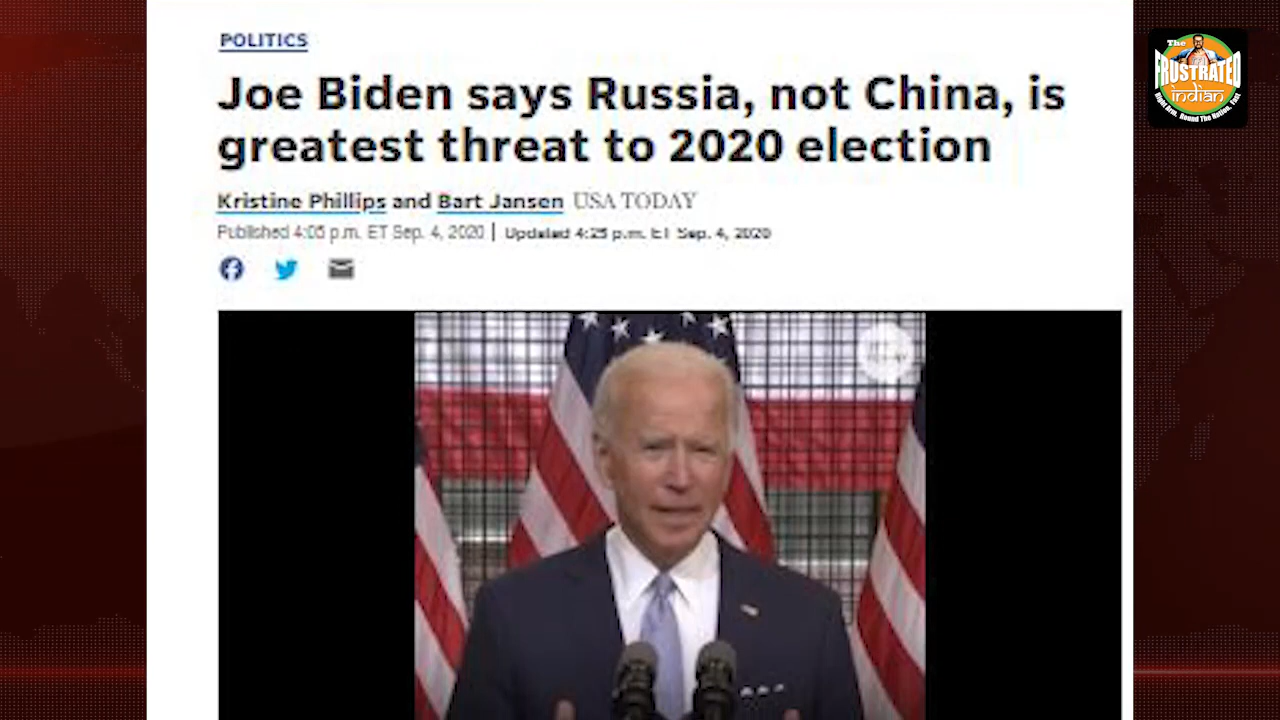 POLITICS
Joe Biden says Russia, not China, is
greatest threat to 2020 election
Kristine Phillips and Bart Jansen USA TODAY
Published 4:05 p.m. ET Sep. 4, 2020 | Updated 4:25 p.m. ET Sep. 4, 2020
The
FRUSTRATED
indian